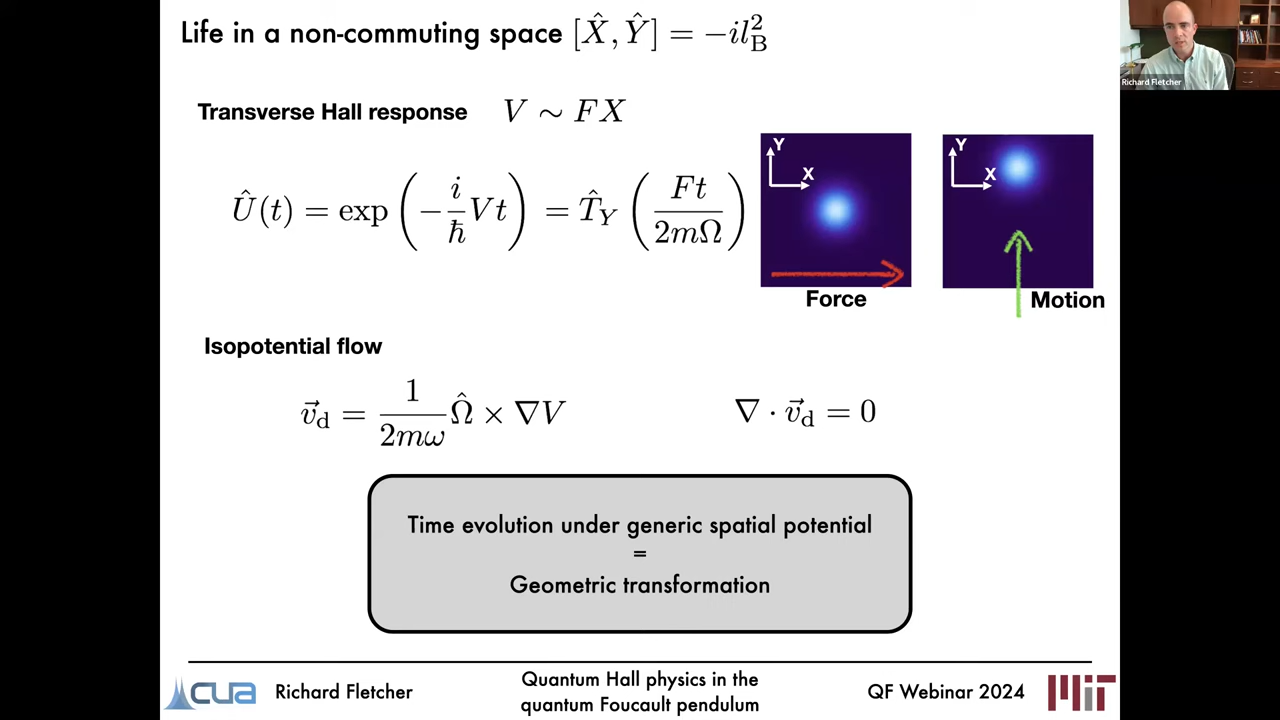 Life in a non-commuting space [X̂, Ŷ] = −il_B^2
Richard Fletcher
Transverse Hall response V ∼ FX
Û(t) = exp(−i/ħ Vt) = T̂_Y(Ft/2mΩ)
Y
X
Force
Y
X
Motion
Isopotential flow
v⃗_d = 1/2mω Ω̂ × ∇V
∇ · v⃗_d = 0
Time evolution under generic spatial potential
=
Geometric transformation
cua
Richard Fletcher
Quantum Hall physics in the
quantum Foucault pendulum
QF Webinar 2024
MIT